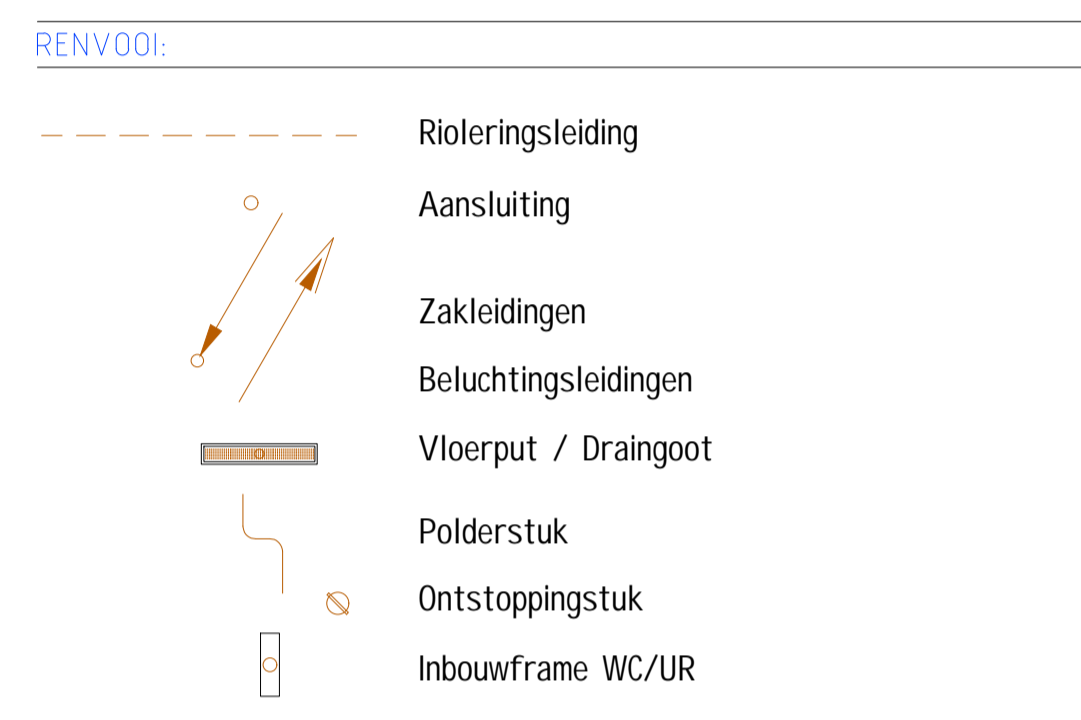 RENVOOI:
Rioleringsleiding
Aansluiting
Zakleidingen
Beluchtingsleidingen
Vloerput / Draingoot
Polderstuk
Ontstoppingstuk
Inbouwframe WC/UR